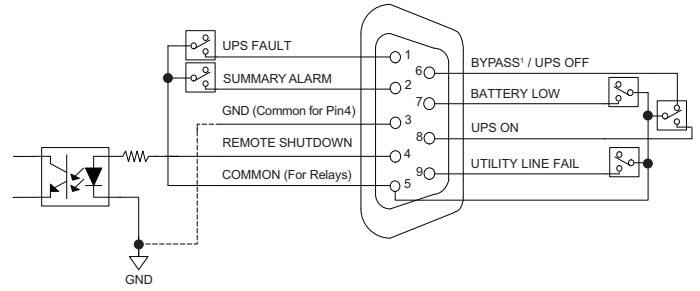 UPS FAULT
SUMMARY ALARM
GND (Common for Pin4)
REMOTE SHUTDOWN
COMMON (For Relays)
GND
1
2
3
4
5
6
7
8
9
BYPASS¹ / UPS OFF
BATTERY LOW
UPS ON
UTILITY LINE FAIL